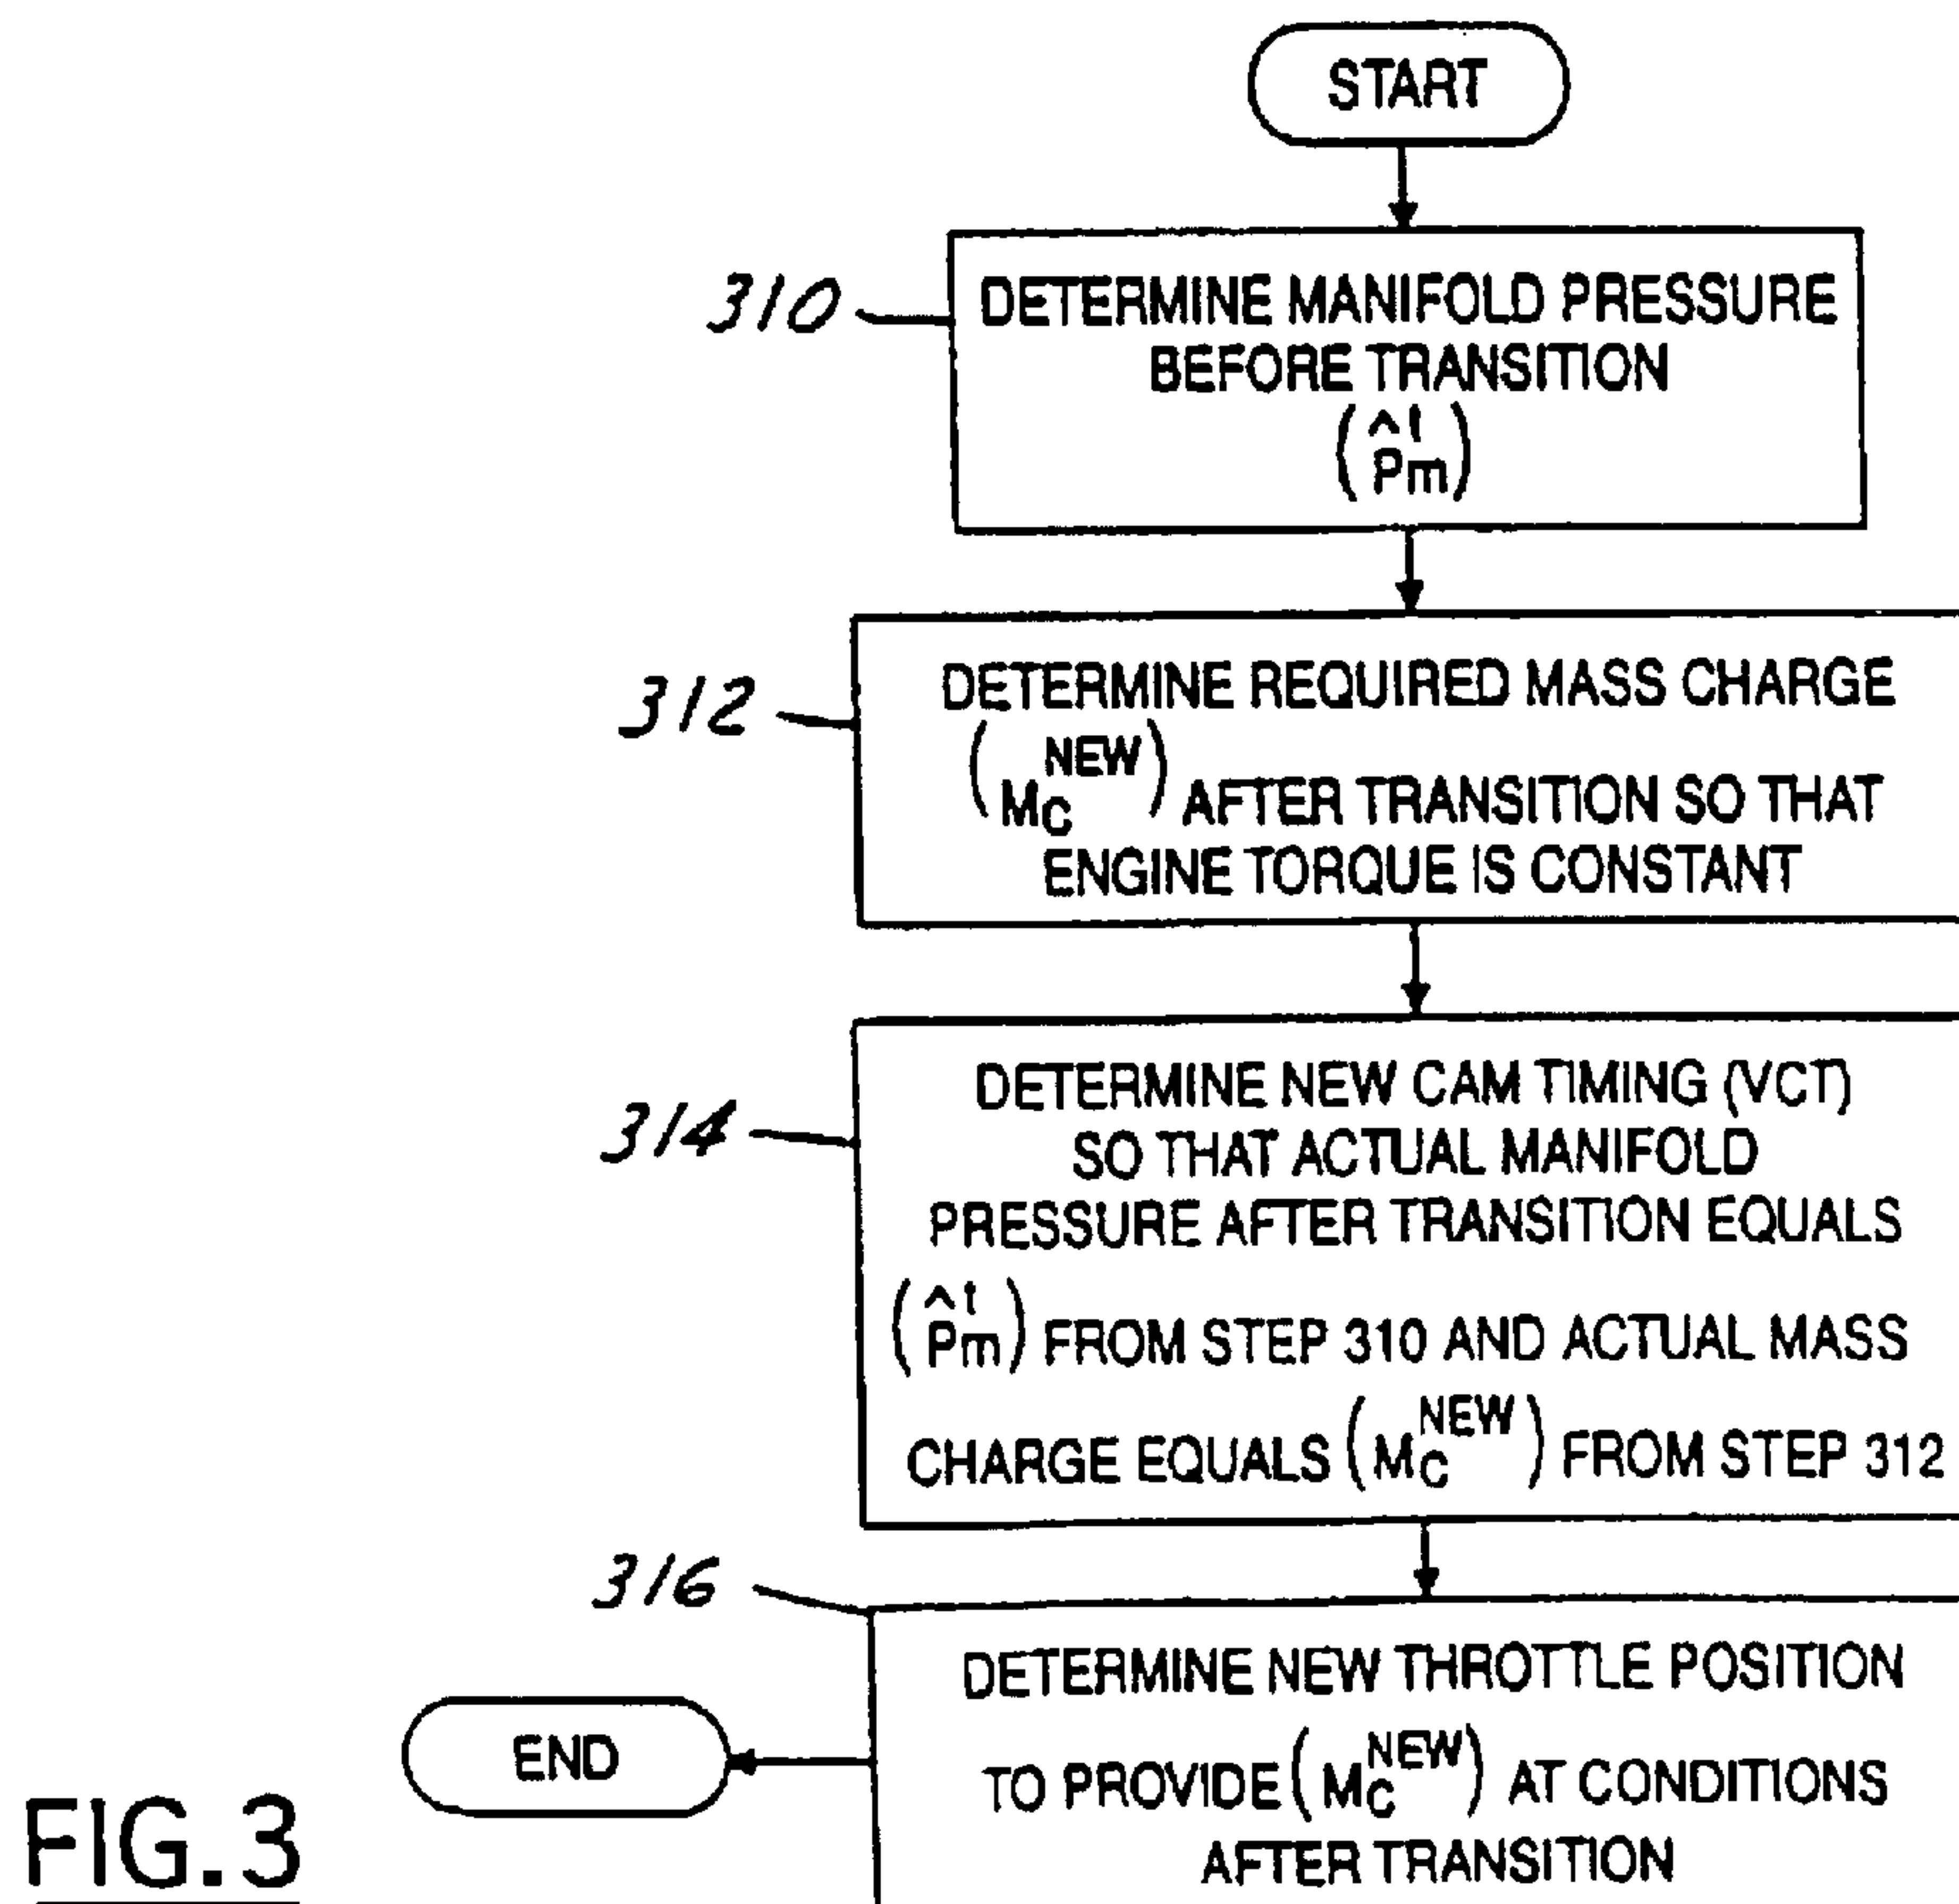 START
310
DETERMINE MANIFOLD PRESSURE
BEFORE TRANSITION
(p̂m^t)
312
DETERMINE REQUIRED MASS CHARGE
(Mc^NEW) AFTER TRANSITION SO THAT
ENGINE TORQUE IS CONSTANT
314
DETERMINE NEW CAM TIMING (VCT)
SO THAT ACTUAL MANIFOLD
PRESSURE AFTER TRANSITION EQUALS
(p̂m^t) FROM STEP 310 AND ACTUAL MASS
CHARGE EQUALS (Mc^NEW) FROM STEP 312
316
DETERMINE NEW THROTTLE POSITION
TO PROVIDE (Mc^NEW) AT CONDITIONS
AFTER TRANSITION
END
FIG.3